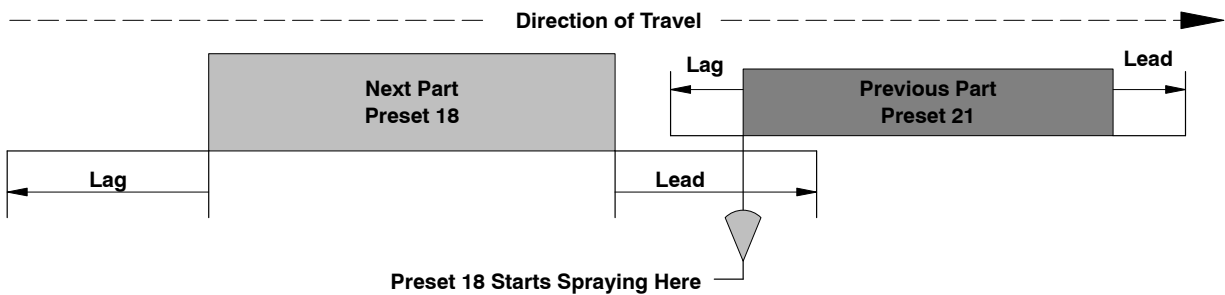 Direction of Travel
Lag
Lead
Next Part
Preset 18
Previous Part
Preset 21
Lag
Lead
Preset 18 Starts Spraying Here